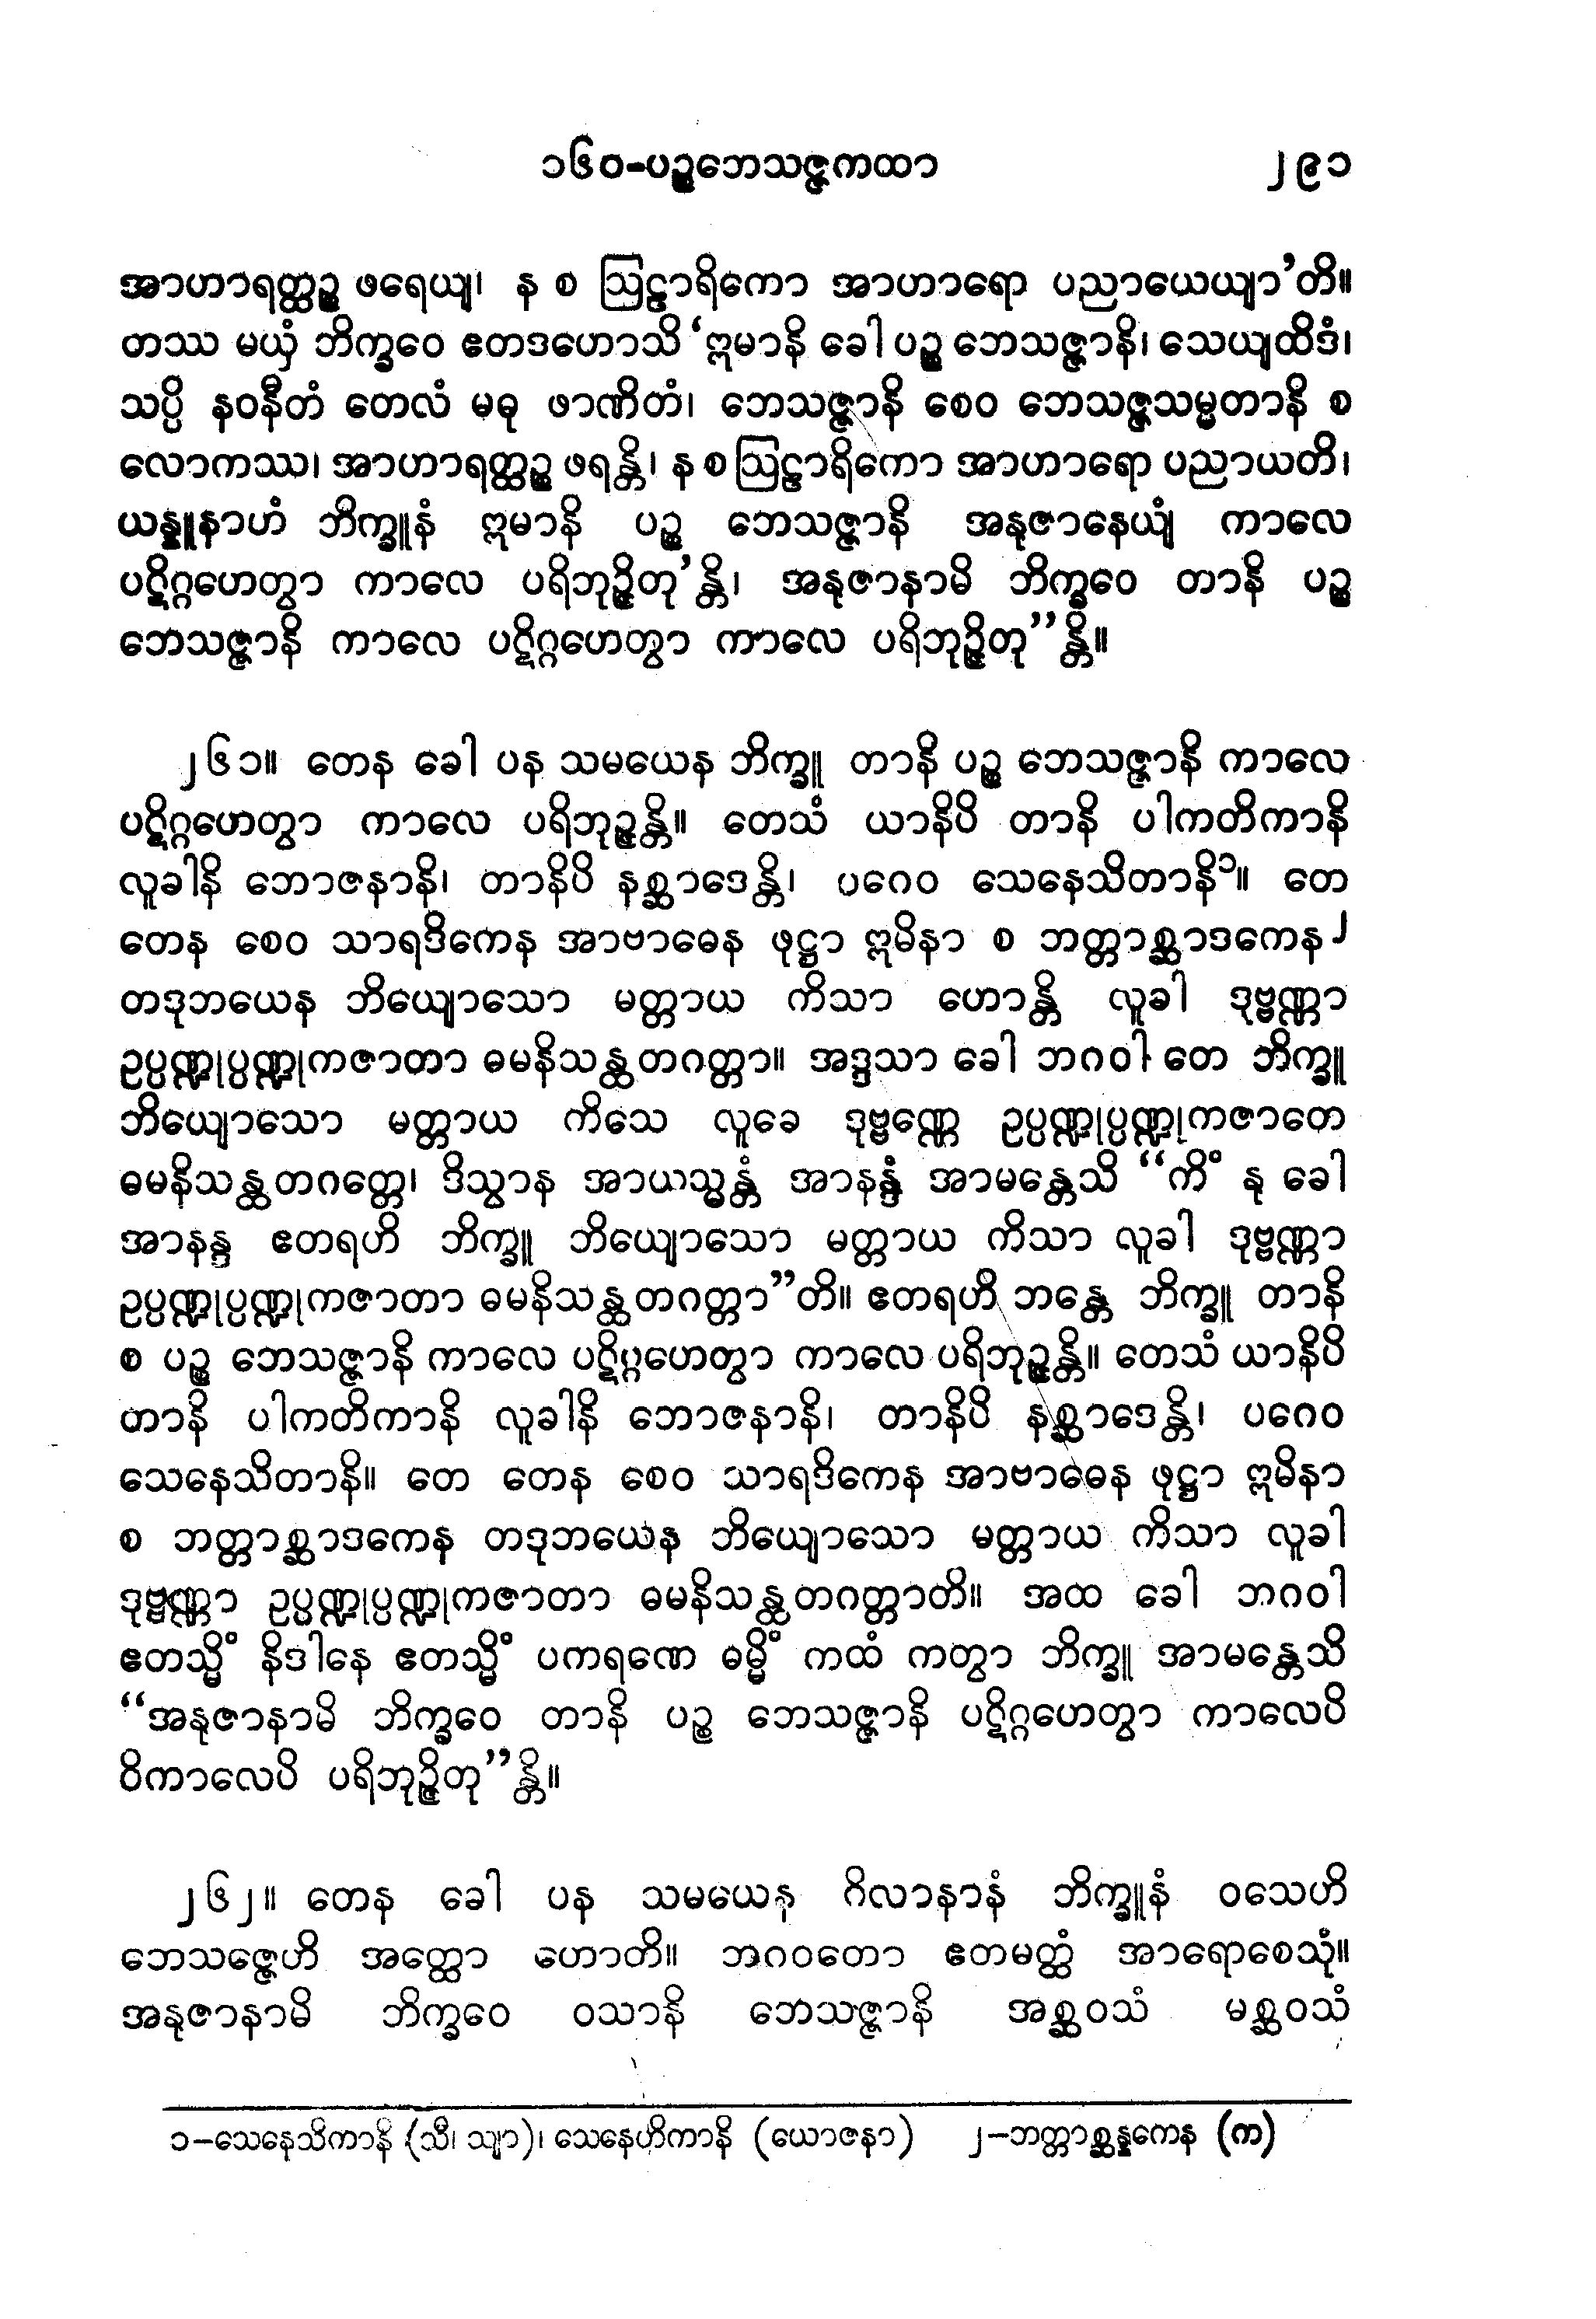 ၁၆၀-ပဉ္စဘေသဇ္ဇကထာ ၂၉၁
အာဟာရတ္ထဉ္စ ဖရေယျ၊ န စ ဩဠာရိကော အာဟာရော ပညာယေယျာ’တိ။
တဿ မယှံ ဘိက္ခဝေ ဧတဒဟောသိ ‘ဣမာနိ ခေါ ပဉ္စ ဘေသဇ္ဇာနိ၊ သေယျထိဒံ၊
သပ္ပိ နဝနီတံ တေလံ မဓု ဖာဏိတံ၊ ဘေသဇ္ဇာနိ စေဝ ဘေသဇ္ဇသမ္မတာနိ စ
လောကဿ၊ အာဟာရတ္ထဉ္စ ဖရန္တိ၊ န စ ဩဠာရိကော အာဟာရော ပညာယတိ၊
ယန္နူနာဟံ ဘိက္ခူနံ ဣမာနိ ပဉ္စ ဘေသဇ္ဇာနိ အနုဇာနေယျံ ကာလေ
ပဋိဂ္ဂဟေတွာ ကာလေ ပရိဘုဉ္ဇိတု’န္တိ၊ အနုဇာနာမိ ဘိက္ခဝေ တာနိ ပဉ္စ
ဘေသဇ္ဇာနိ ကာလေ ပဋိဂ္ဂဟေတွာ ကာလေ ပရိဘုဉ္ဇိတု”န္တိ။
၂၆၁။ တေန ခေါ ပန သမယေန ဘိက္ခူ တာနိ ပဉ္စ ဘေသဇ္ဇာနိ ကာလေ
ပဋိဂ္ဂဟေတွာ ကာလေ ပရိဘုဉ္ဇန္တိ။ တေသံ ယာနိပိ တာနိ ပါကတိကာနိ
လူခါနိ ဘောဇနာနိ၊ တာနိပိ နစ္ဆာဒေန္တိ၊ ပဂေဝ သေနေသိတာနိ၁။ တေ
တေန စေဝ သာရဒိကေန အာဗာဓေန ဖုဋ္ဌာ ဣမိနာ စ ဘတ္တာစ္ဆာဒကေန၂
တဒုဘယေန ဘိယျောသော မတ္တာယ ကိသာ ဟောန္တိ လူခါ ဒုဗ္ဗဏ္ဏာ
ဥပ္ပဏ္ဍုပ္ပဏ္ဍုကဇာတာ ဓမနိသန္ထတဂတ္တာ။ အဒ္ဒသာ ခေါ ဘဂဝါ တေ ဘိက္ခူ
ဘိယျောသော မတ္တာယ ကိသေ လူခေ ဒုဗ္ဗဏ္ဏေ ဥပ္ပဏ္ဍုပ္ပဏ္ဍုကဇာတေ
ဓမနိသန္ထတဂတ္တေ၊ ဒိသွာန အာယသ္မန္တံ အာနန္ဒံ အာမန္တေသိ “ကိံ နု ခေါ
အာနန္ဒ ဧတရဟိ ဘိက္ခူ ဘိယျောသော မတ္တာယ ကိသာ လူခါ ဒုဗ္ဗဏ္ဏာ
ဥပ္ပဏ္ဍုပ္ပဏ္ဍုကဇာတာ ဓမနိသန္ထတဂတ္တာ”တိ။ ဧတရဟိ ဘန္တေ ဘိက္ခူ တာနိ
စ ပဉ္စ ဘေသဇ္ဇာနိ ကာလေ ပဋိဂ္ဂဟေတွာ ကာလေ ပရိဘုဉ္ဇန္တိ။ တေသံ ယာနိပိ
တာနိ ပါကတိကာနိ လူခါနိ ဘောဇနာနိ၊ တာနိပိ နစ္ဆာဒေန္တိ၊ ပဂေဝ
သေနေသိတာနိ။ တေ တေန စေဝ သာရဒိကေန အာဗာဓေန ဖုဋ္ဌာ ဣမိနာ
စ ဘတ္တာစ္ဆာဒကေန တဒုဘယေန ဘိယျောသော မတ္တာယ ကိသာ လူခါ
ဒုဗ္ဗဏ္ဏာ ဥပ္ပဏ္ဍုပ္ပဏ္ဍုကဇာတာ ဓမနိသန္ထတဂတ္တာတိ။ အထ ခေါ ဘဂဝါ
ဧတသ္မိံ နိဒါနေ ဧတသ္မိံ ပကရဏေ ဓမ္မိံ ကထံ ကတွာ ဘိက္ခူ အာမန္တေသိ
“အနုဇာနာမိ ဘိက္ခဝေ တာနိ ပဉ္စ ဘေသဇ္ဇာနိ ပဋိဂ္ဂဟေတွာ ကာလေပိ
ဝိကာလေပိ ပရိဘုဉ္ဇိတု”န္တိ။
၂၆၂။ တေန ခေါ ပန သမယေန ဂိလာနာနံ ဘိက္ခူနံ ဝသေဟိ
ဘေသဇ္ဇေဟိ အတ္ထော ဟောတိ။ ဘဂဝတော ဧတမတ္ထံ အာရောစေသုံ။
အနုဇာနာမိ ဘိက္ခဝေ ဝသာနိ ဘေသဇ္ဇာနိ အစ္ဆဝသံ မစ္ဆဝသံ
၁–သေနေသိကာနိ (သီ၊ သျာ)၊ သေနေဟိကာနိ (ယောဇနာ) ၂–ဘတ္တာစ္ဆန္နကေန (က)